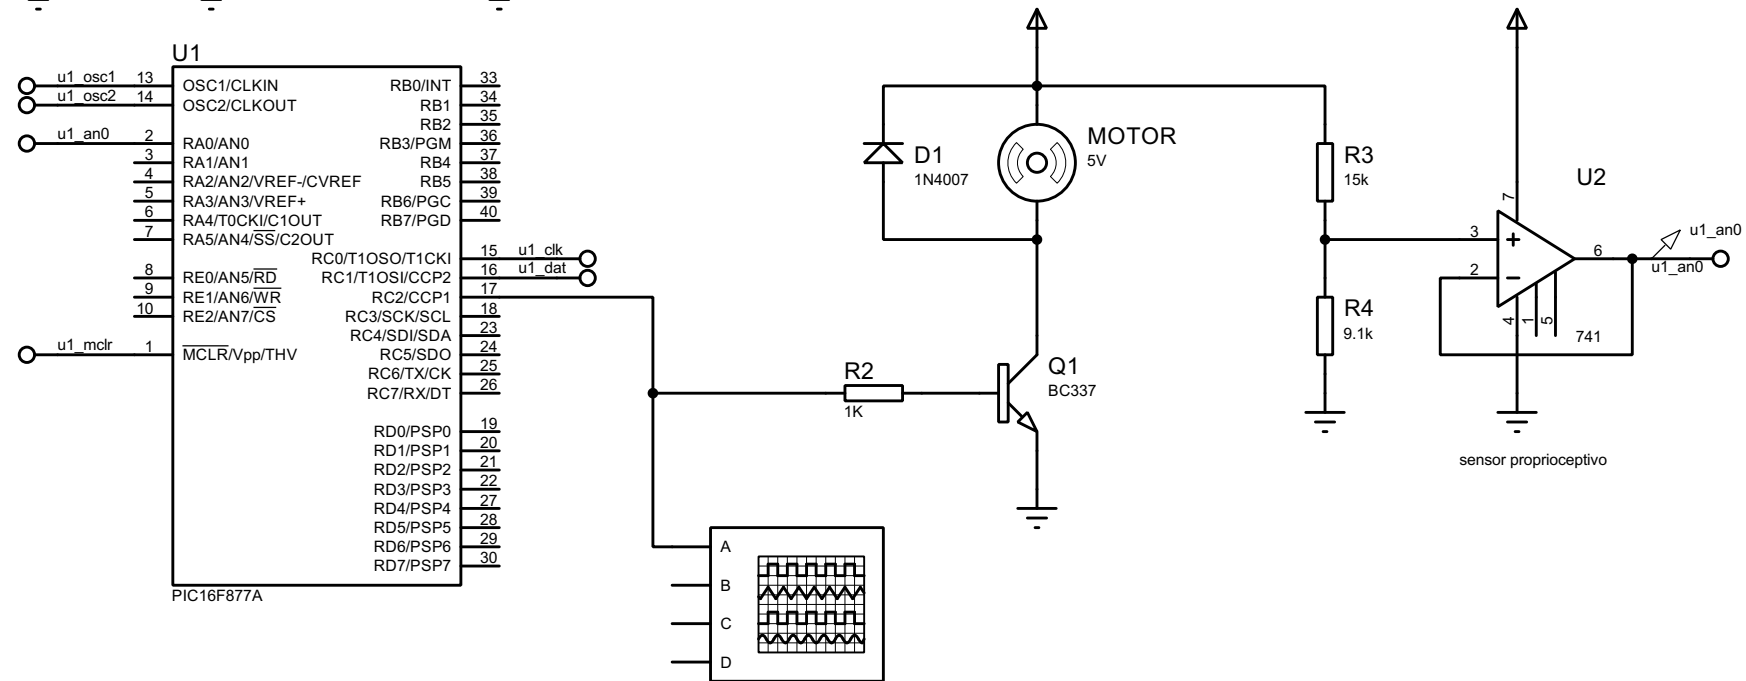 U1
u1_osc1 13 OSC1/CLKIN RB0/INT 33
u1_osc2 14 OSC2/CLKOUT RB1 34
RB2 35
u1_an0 2 RA0/AN0 RB3/PGM 36
3 RA1/AN1 RB4 37
4 RA2/AN2/VREF-/CVREF RB5 38
5 RA3/AN3/VREF+ RB6/PGC 39
6 RA4/T0CKI/C1OUT RB7/PGD 40
7 RA5/AN4/SS/C2OUT
RC0/T1OSO/T1CKI 15 u1_clk
8 RE0/AN5/RD RC1/T1OSI/CCP2 16 u1_dat
9 RE1/AN6/WR RC2/CCP1 17
10 RE2/AN7/CS RC3/SCK/SCL 18
RC4/SDI/SDA 23
u1_mclr 1 MCLR/Vpp/THV RC5/SDO 24
RC6/TX/CK 25
RC7/RX/DT 26
RD0/PSP0 19
RD1/PSP1 20
RD2/PSP2 21
RD3/PSP3 22
RD4/PSP4 27
RD5/PSP5 28
RD6/PSP6 29
RD7/PSP7 30
PIC16F877A
A
B
C
D
R2
1K
D1
1N4007
MOTOR
5V
Q1
BC337
R3
15k
R4
9.1k
U2
7
3
+
2
-
6
4
1
5
741
u1_an0
u1_an0
sensor proprioceptivo